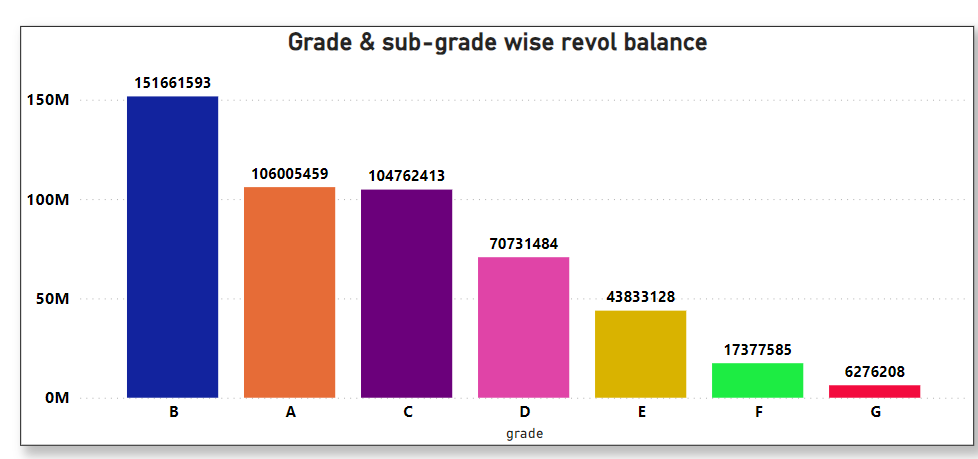 Grade & sub-grade wise revol balance
151661593
150M
106005459
104762413
100M
70731484
50M
43833128
17377585
6276208
0M
B A C D E F G
grade